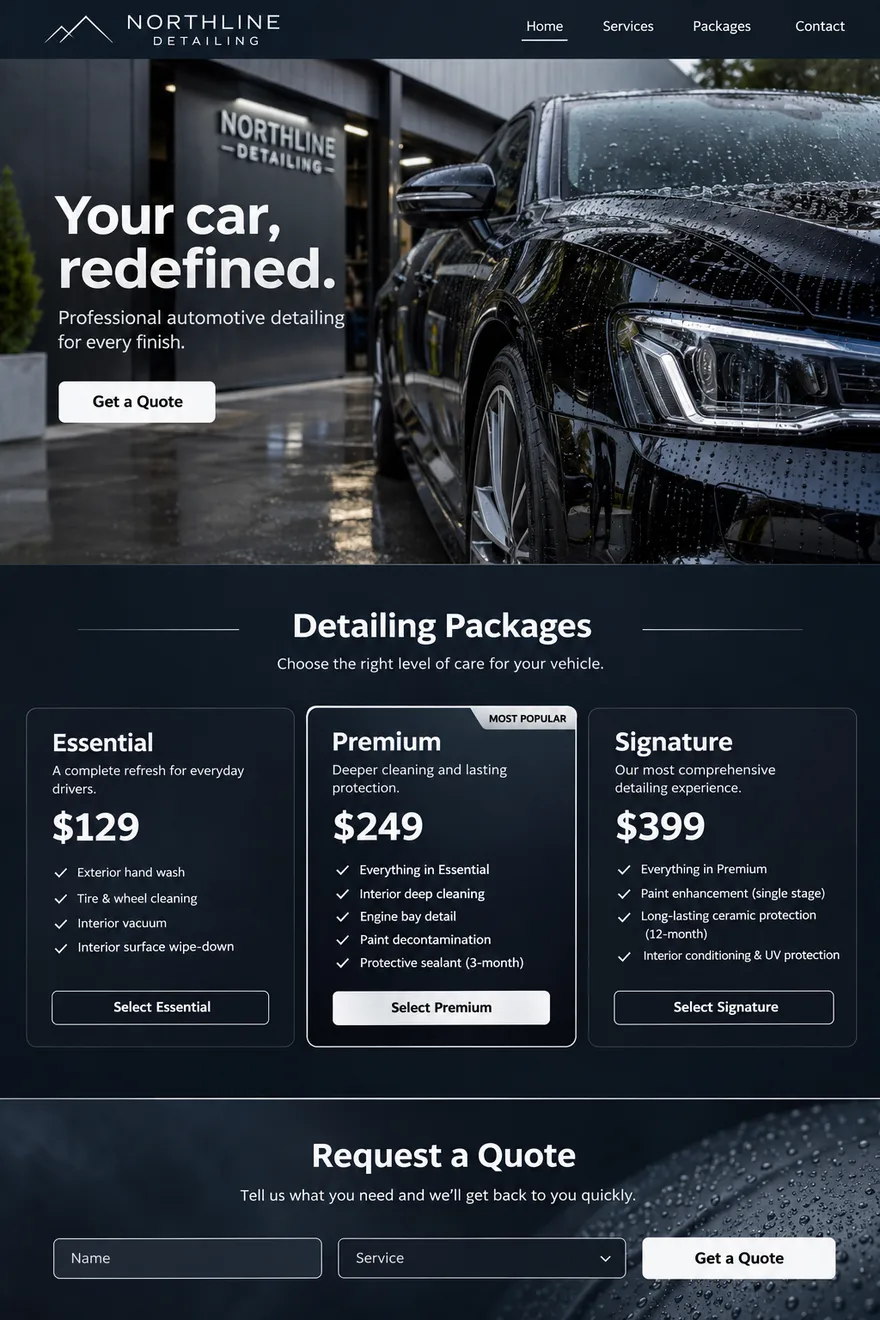 NORTHLINE
DETAILING
Home
Services
Packages
Contact
NORTHLINE
–DETAILING–
Your car,
redefined.
Professional automotive detailing
for every finish.
Get a Quote
Detailing Packages
Choose the right level of care for your vehicle.
Essential
A complete refresh for everyday
drivers.
$129
Exterior hand wash
Tire & wheel cleaning
Interior vacuum
Interior surface wipe-down
Select Essential
MOST POPULAR
Premium
Deeper cleaning and lasting
protection.
$249
Everything in Essential
Interior deep cleaning
Engine bay detail
Paint decontamination
Protective sealant (3-month)
Select Premium
Signature
Our most comprehensive
detailing experience.
$399
Everything in Premium
Paint enhancement (single stage)
Long-lasting ceramic protection
(12-month)
Interior conditioning & UV protection
Select Signature
Request a Quote
Tell us what you need and we’ll get back to you quickly.
Name
Service
Get a Quote